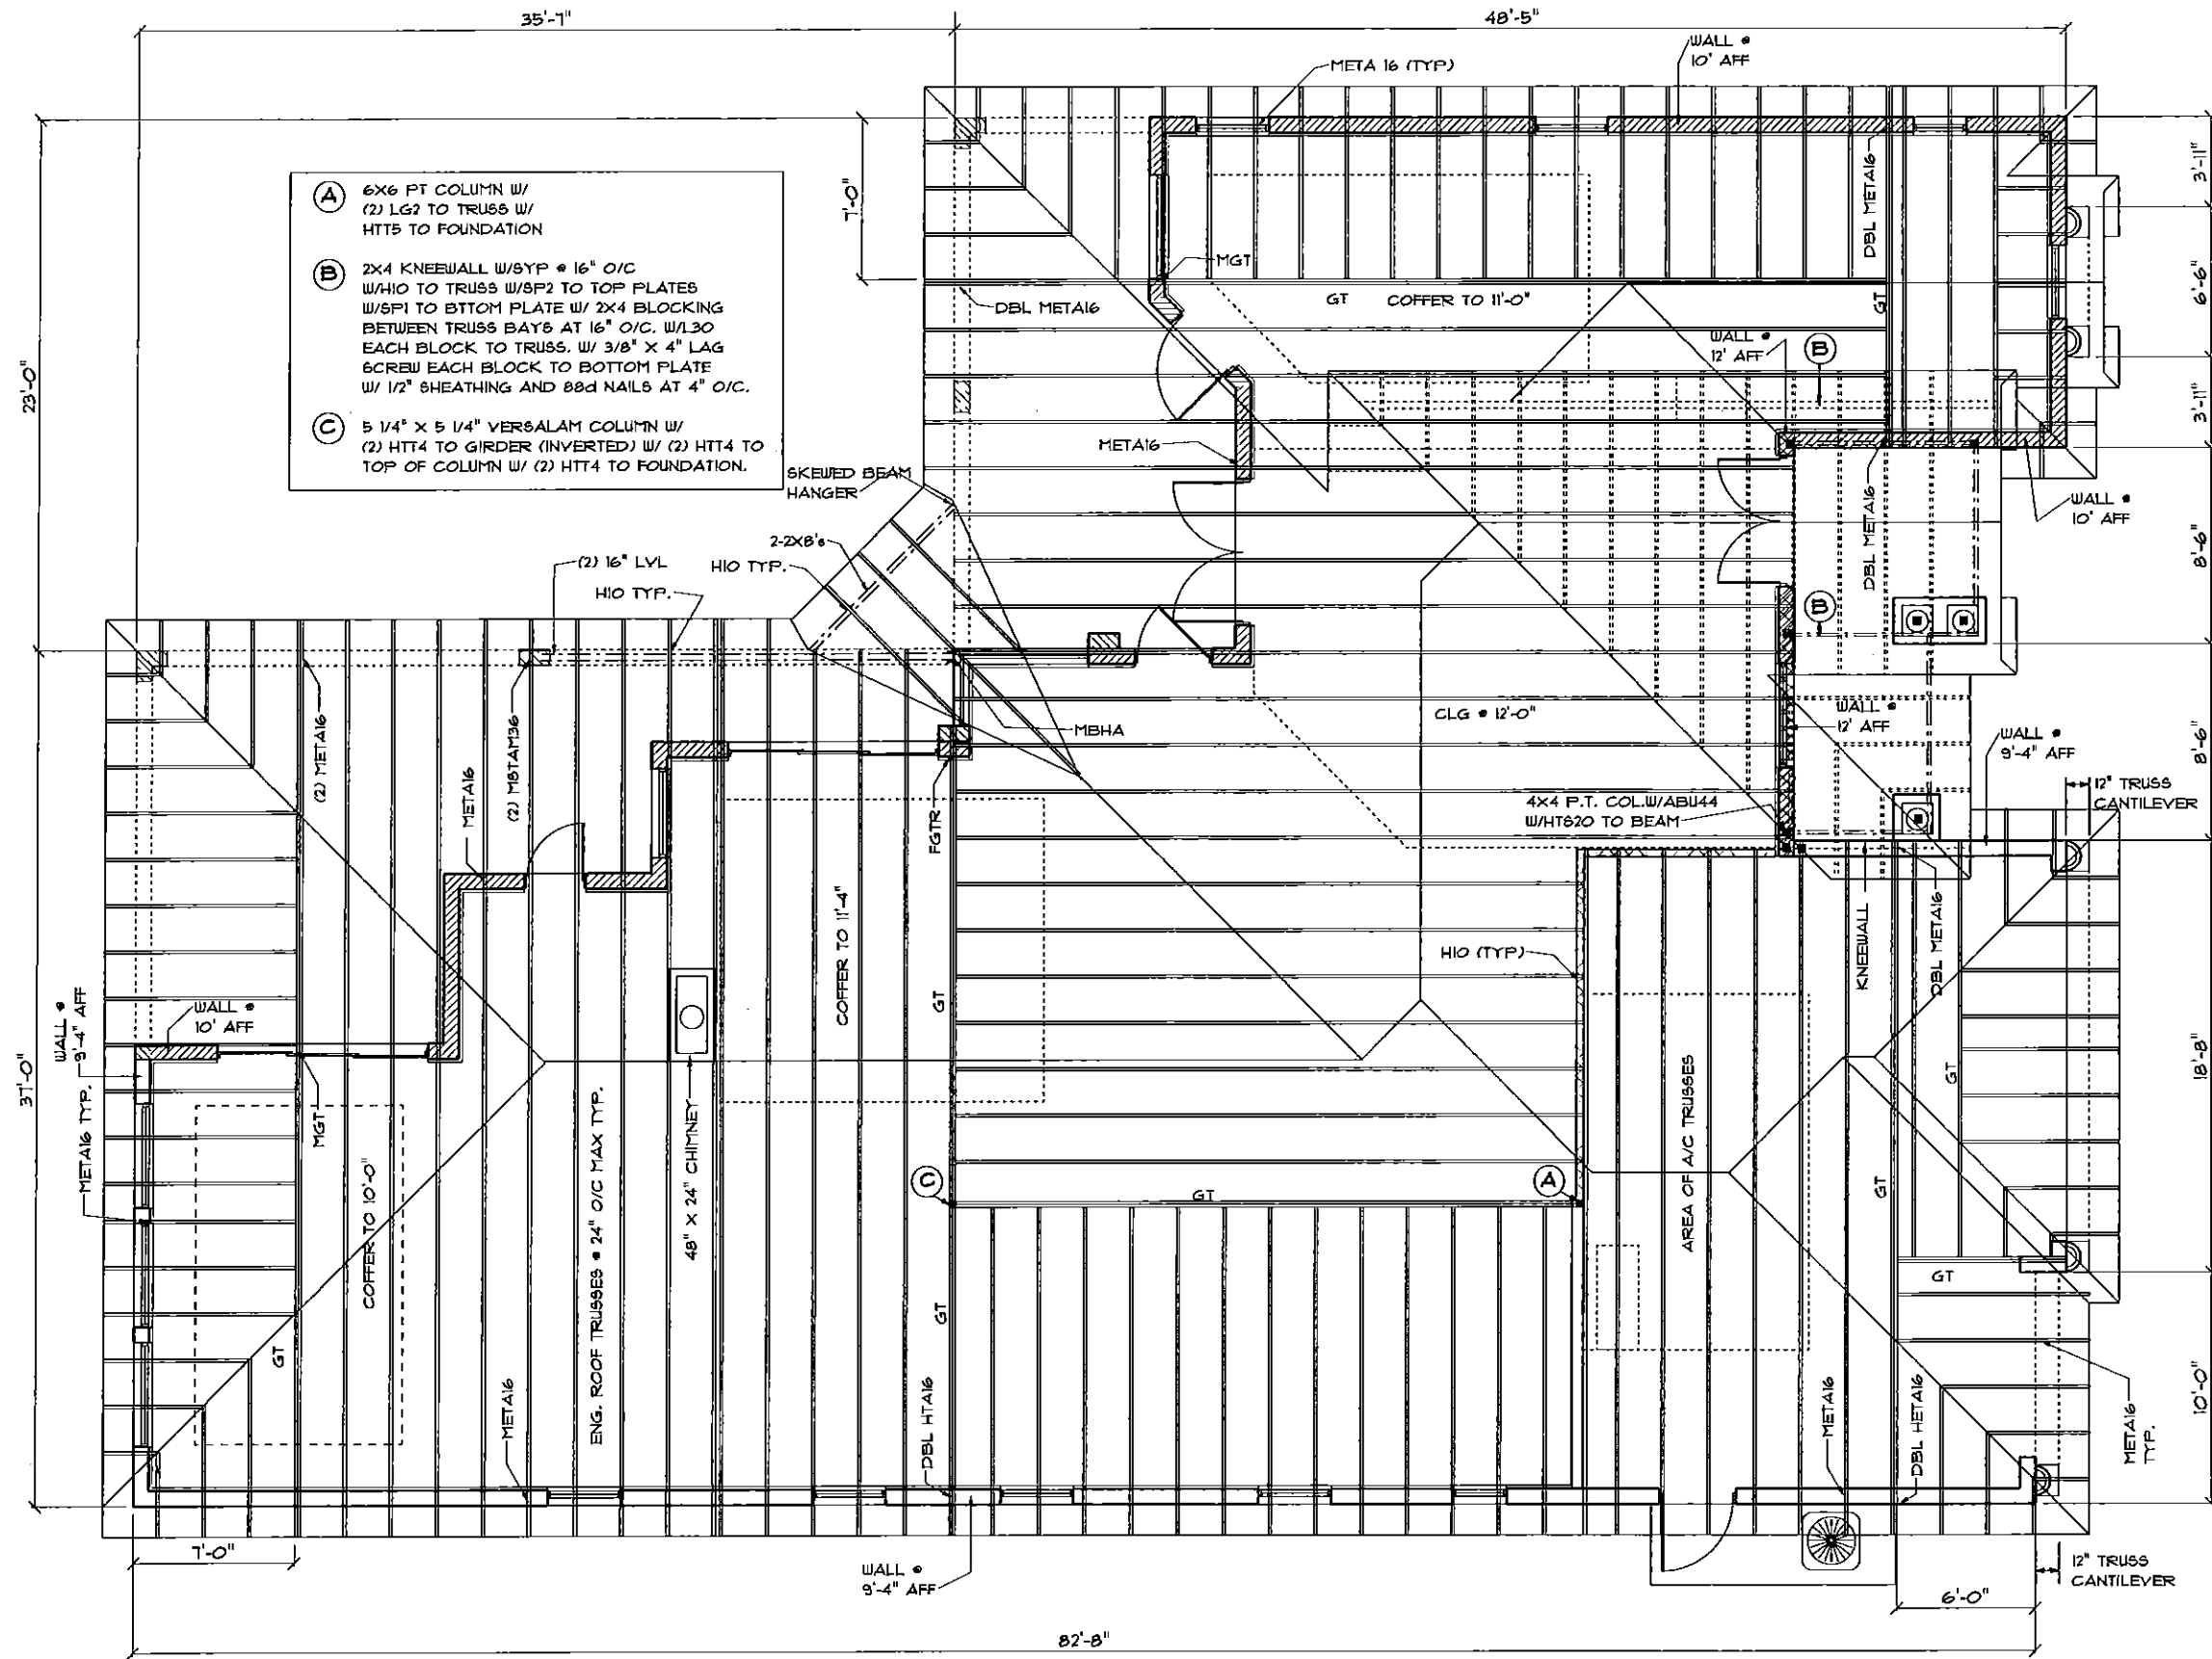 35'-7"
48'-5"
WALL @
10' AFF
META 16 (TYP)
3'-11"
A
6X6 PT COLUMN W/
(2) LGT2 TO TRUSS W/
HTT5 TO FOUNDATION
B
2X4 KNEEWALL W/SYP @ 16" O/C
W/H10 TO TRUSS W/SP2 TO TOP PLATES
W/SP1 TO BTTOM PLATE W/ 2X4 BLOCKING
BETWEEN TRUSS BAYS AT 16" O/C. W/L30
EACH BLOCK TO TRUSS. W/ 3/8" X 4" LAG
SCREW EACH BLOCK TO BOTTOM PLATE
W/ 1/2" SHEATHING AND 88d NAILS AT 4" O/C.
C
5 1/4" X 5 1/4" VERSALAM COLUMN W/
(2) HTT4 TO GIRDER (INVERTED) W/ (2) HTT4 TO
TOP OF COLUMN W/ (2) HTT4 TO FOUNDATION.
7'-0"
DBL META16
MGT
DBL META16
GT
COFFER TO 11'-0"
GT
6'-6"
WALL @
12' AFF
B
23'-0"
3'-11"
META16
SKEWED BEAM
HANGER
WALL @
10' AFF
DBL META16
2-2X8's
(2) 16" LVL
H10 TYP.
H10 TYP.
8'-6"
B
CLG @ 12'-0"
WALL @
12' AFF
MBHA
WALL @
9'-4" AFF
8'-6"
(2) META16
(2) MSTAM36
META16
FGTR
4X4 P.T. COL.W/ABU44
W/HTS20 TO BEAM
12" TRUSS
CANTILEVER
KNEEWALL
DBL META16
H10 (TYP)
COFFER TO 11'-4"
GT
WALL @
9'-4" AFF
WALL @
10' AFF
37'-0"
META16 TYP.
MGT
COFFER TO 10'-0"
ENG. ROOF TRUSSES @ 24" O/C MAX TYP.
48" X 24" CHIMNEY
AREA OF A/C TRUSSES
GT
18'-8"
C
A
GT
GT
GT
GT
GT
META16
DBL HTA16
META16
DBL HETA16
META16
TYP.
10'-0"
7'-0"
WALL @
9'-4" AFF
12" TRUSS
CANTILEVER
6'-0"
82'-8"